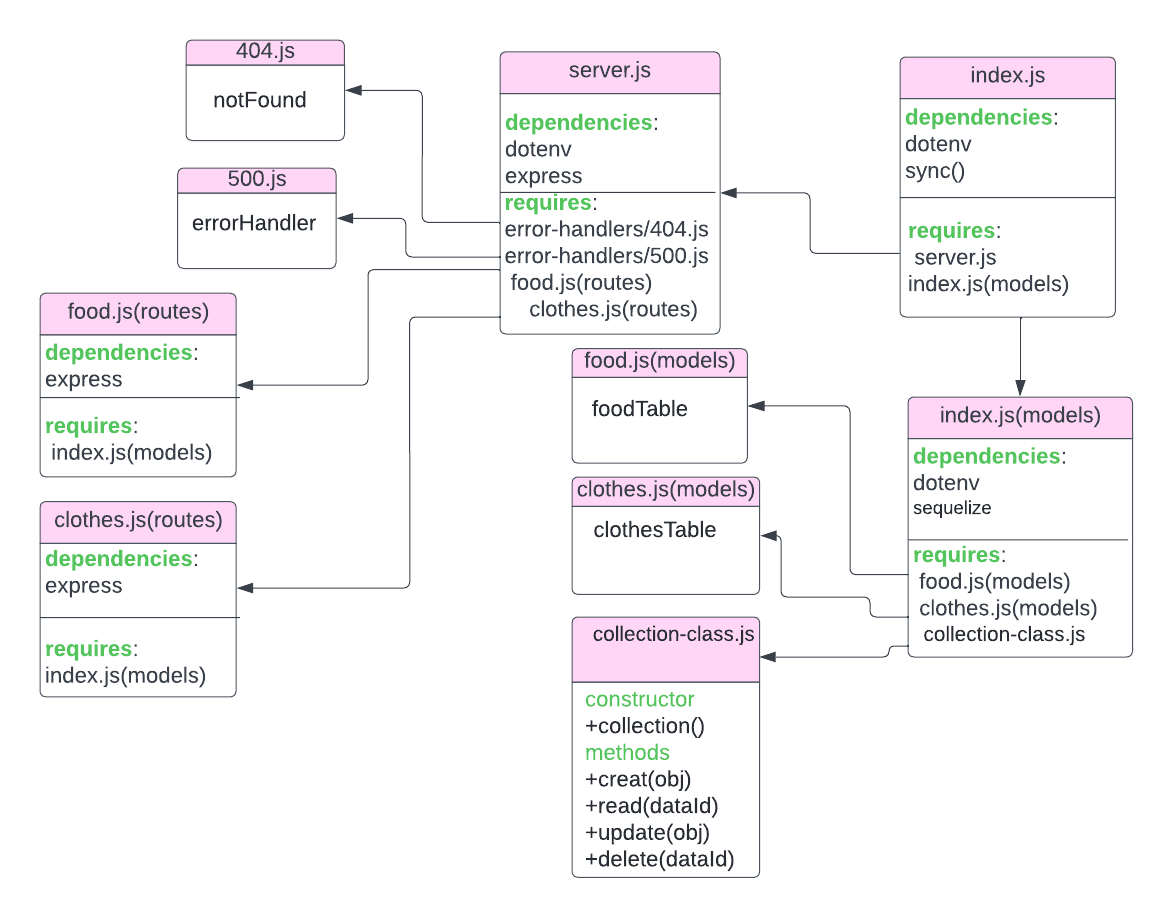 404.js
notFound
500.js
errorHandler
server.js
dependencies:
dotenv
express
requires:
error-handlers/404.js
error-handlers/500.js
food.js(routes)
clothes.js(routes)
index.js
dependencies:
dotenv
sync()
requires:
server.js
index.js(models)
food.js(routes)
dependencies:
express
requires:
index.js(models)
clothes.js(routes)
dependencies:
express
requires:
index.js(models)
food.js(models)
foodTable
clothes.js(models)
clothesTable
collection-class.js
constructor
+collection()
methods
+creat(obj)
+read(dataId)
+update(obj)
+delete(dataId)
index.js(models)
dependencies:
dotenv
sequelize
requires:
food.js(models)
clothes.js(models)
collection-class.js